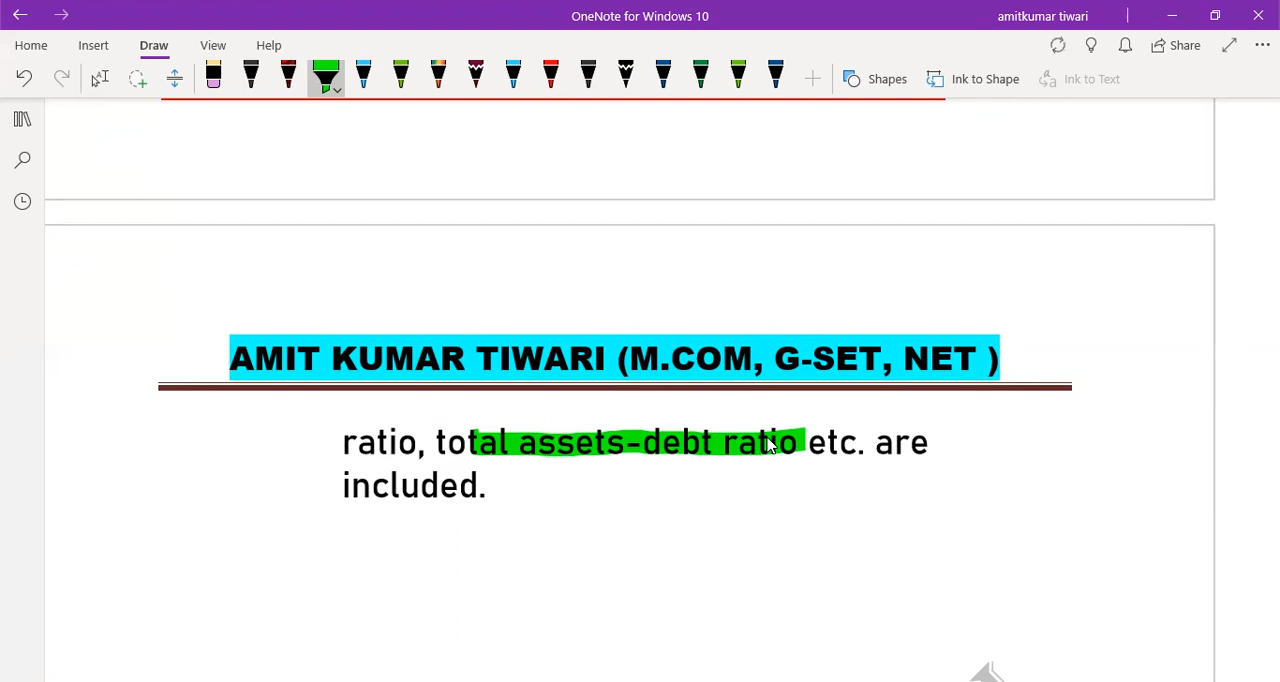 OneNote for Windows 10
amitkumar tiwari
Home
Insert
Draw
View
Help
Share
Shapes
Ink to Shape
Ink to Text
AMIT KUMAR TIWARI (M.COM, G-SET, NET )
ratio, total assets-debt ratio etc. are
included.